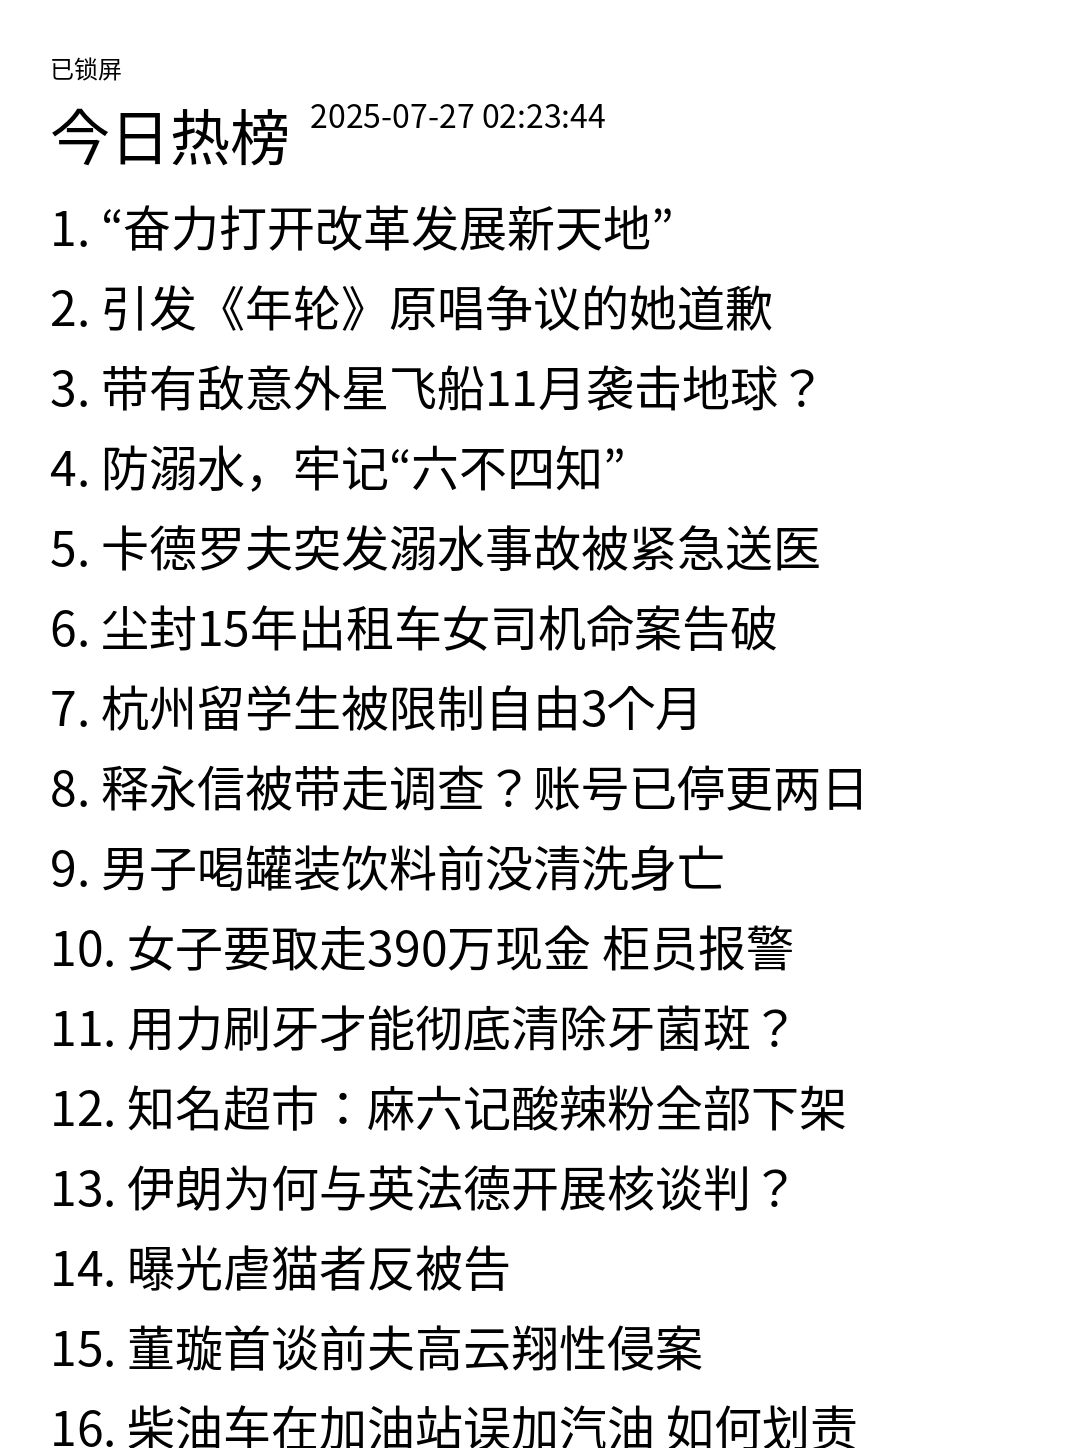 已锁屏
今日热榜 2025-07-27 02:23:44
1. “奋力打开改革发展新天地”
2. 引发《年轮》原唱争议的她道歉
3. 带有敌意外星飞船11月袭击地球？
4. 防溺水，牢记“六不四知”
5. 卡德罗夫突发溺水事故被紧急送医
6. 尘封15年出租车女司机命案告破
7. 杭州留学生被限制自由3个月
8. 释永信被带走调查？账号已停更两日
9. 男子喝罐装饮料前没清洗身亡
10. 女子要取走390万现金 柜员报警
11. 用力刷牙才能彻底清除牙菌斑？
12. 知名超市：麻六记酸辣粉全部下架
13. 伊朗为何与英法德开展核谈判？
14. 曝光虐猫者反被告
15. 董璇首谈前夫高云翔性侵案
16. 柴油车在加油站误加汽油 如何划责